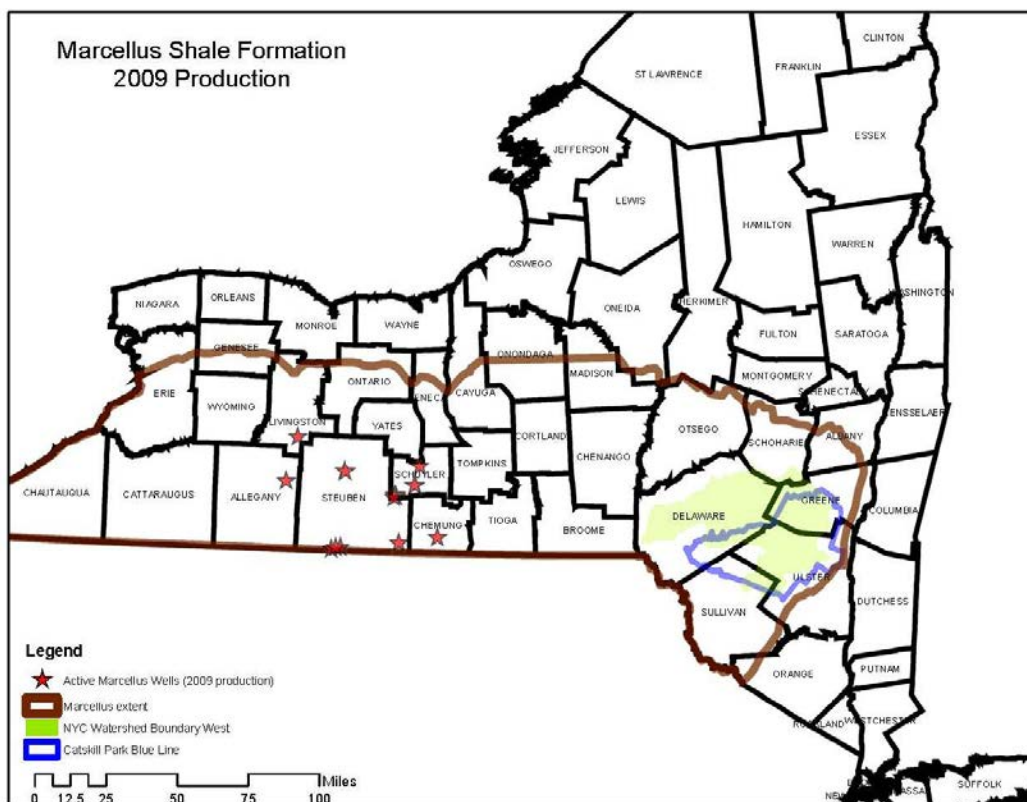 Marcellus Shale Formation
2009 Production
CLINTON
FRANKLIN
ST LAWRENCE
ESSEX
JEFFERSON
LEWIS
HAMILTON
WARREN
OSWEGO
WASHINGTON
NIAGARA
ORLEANS
ONEIDA
HERKIMER
MONROE
WAYNE
FULTON
SARATOGA
GENESEE
ONONDAGA
MADISON
MONTGOMERY
ONTARIO
CAYUGA
ERIE
WYOMING
LIVINGSTON
YATES
OTSEGO
SCHOHARIE
ALBANY
CORTLAND
CHENANGO
SCHUYLER
TOMPKINS
CHAUTAUQUA
CATTARAUGUS
ALLEGANY
STEUBEN
GREENE
COLUMBIA
DELAWARE
CHEMUNG
TIOGA
BROOME
ULSTER
DUTCHESS
SULLIVAN
ORANGE
PUTNAM
WESTCHESTER
SUFFOLK
Legend
Active Marcellus Wells (2009 production)
Marcellus extent
NYC Watershed Boundary West
Catskill Park Blue Line
Miles
0 12.5 25 50 75 100